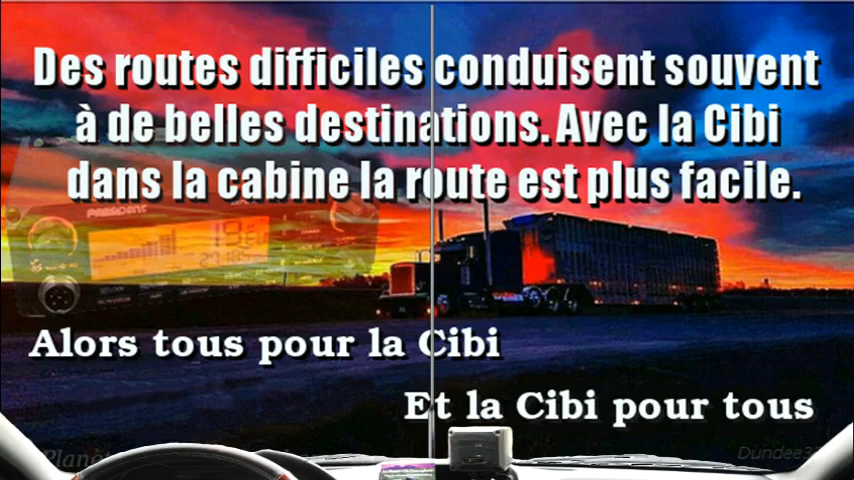 Des routes difficiles conduisent souvent
à de belles destinations. Avec la Cibi
dans la cabine la route est plus facile.
PRESIDENT
Alors tous pour la Cibi
Et la Cibi pour tous